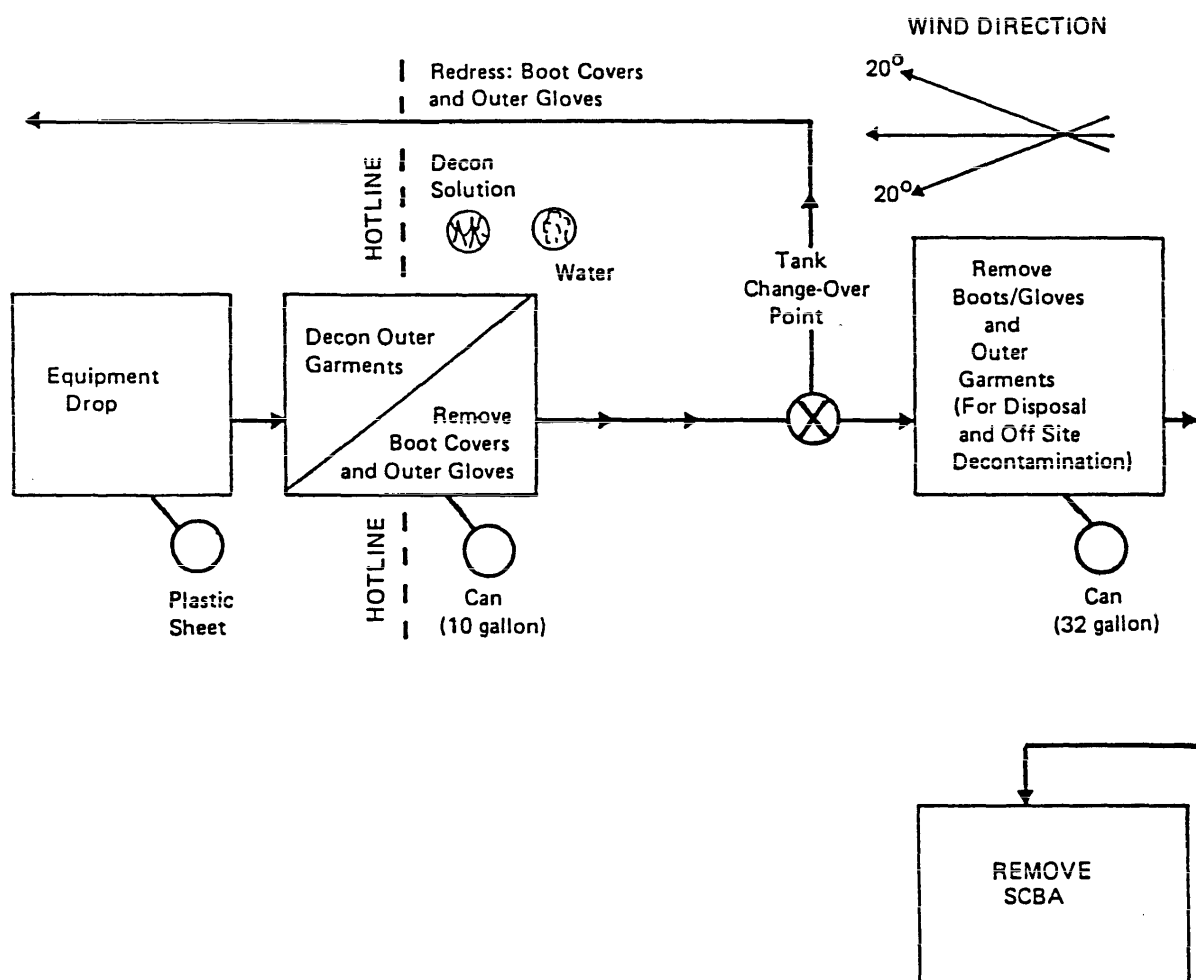 WIND DIRECTION
20°
20°
Redress: Boot Covers
and Outer Gloves
HOTLINE
Decon
Solution
Water
Tank
Change-Over
Point
Equipment
Drop
Decon Outer
Garments
Remove
Boot Covers
and Outer Gloves
Remove
Boots/Gloves
and
Outer
Garments
(For Disposal
and Off Site
Decontamination)
Plastic
Sheet
HOTLINE
Can
(10 gallon)
Can
(32 gallon)
REMOVE
SCBA